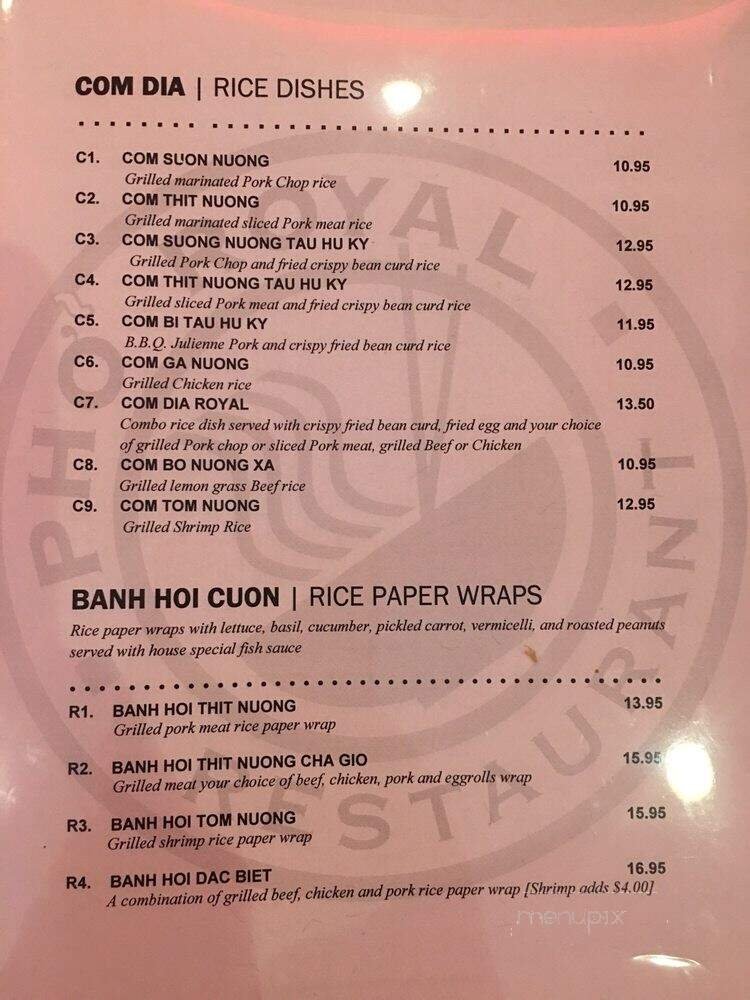 COM DIA | RICE DISHES
C1. COM SUON NUONG 10.95
Grilled marinated Pork Chop rice
C2. COM THIT NUONG 10.95
Grilled marinated sliced Pork meat rice
C3. COM SUONG NUONG TAU HU KY 12.95
Grilled Pork Chop and fried crispy bean curd rice
C4. COM THIT NUONG TAU HU KY 12.95
Grilled sliced Pork meat and fried crispy bean curd rice
C5. COM BI TAU HU KY 11.95
B.B.Q. Julienne Pork and crispy fried bean curd rice
C6. COM GA NUONG 10.95
Grilled Chicken rice
C7. COM DIA ROYAL 13.50
Combo rice dish served with crispy fried bean curd, fried egg and your choice
of grilled Pork chop or sliced Pork meat, grilled Beef or Chicken
C8. COM BO NUONG XA 10.95
Grilled lemon grass Beef rice
C9. COM TOM NUONG 12.95
Grilled Shrimp Rice
BANH HOI CUON | RICE PAPER WRAPS
Rice paper wraps with lettuce, basil, cucumber, pickled carrot, vermicelli, and roasted peanuts
served with house special fish sauce
R1. BANH HOI THIT NUONG 13.95
Grilled pork meat rice paper wrap
R2. BANH HOI THIT NUONG CHA GIO 15.95
Grilled meat your choice of beef, chicken, pork and eggrolls wrap
R3. BANH HOI TOM NUONG 15.95
Grilled shrimp rice paper wrap
R4. BANH HOI DAC BIET 16.95
A combination of grilled beef, chicken and pork rice paper wrap [Shrimp adds $4.00]
PHO ROYAL
RESTAURANT
menupix